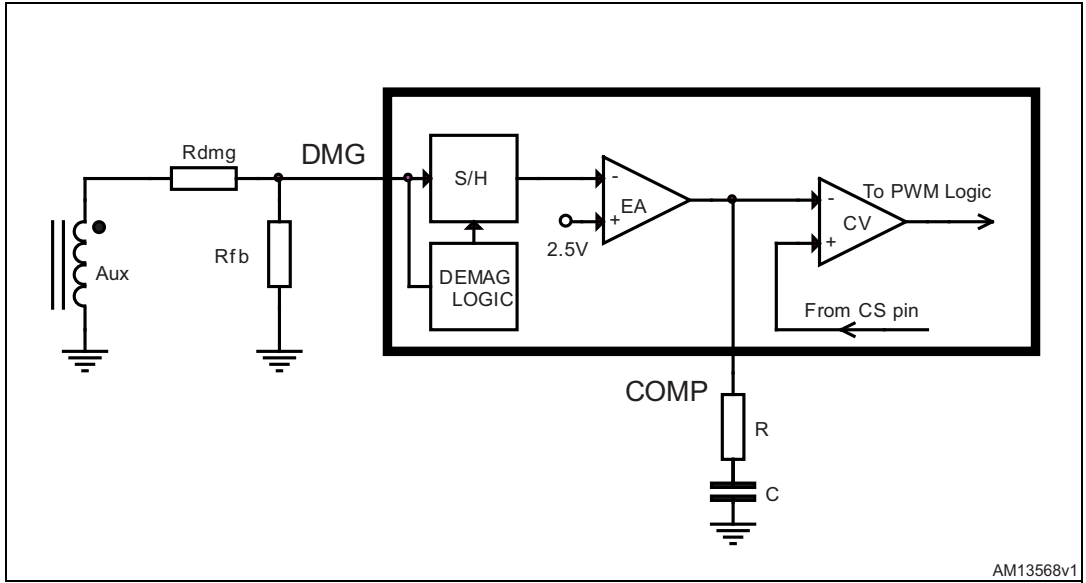 Rdmg
DMG
S/H
-
EA
+
2.5V
To PWM Logic
-
CV
+
Rfb
Aux
DEMAG
LOGIC
From CS pin
COMP
R
C
AM13568v1